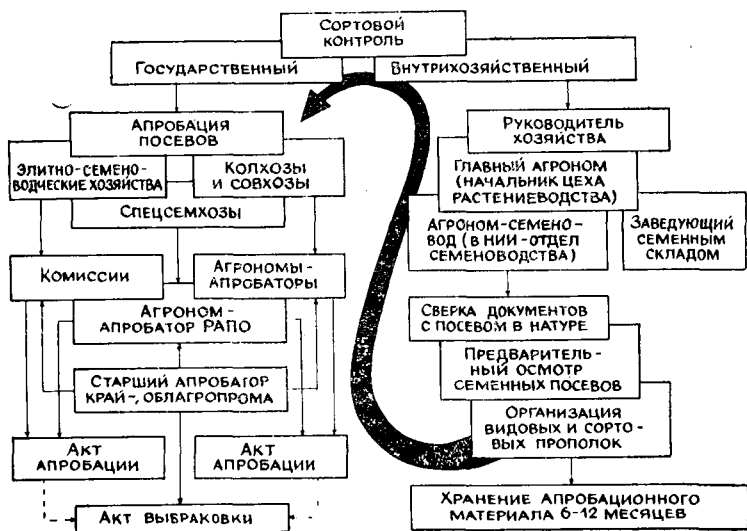 СОРТОВОЙ
КОНТРОЛЬ
ГОСУДАРСТВЕННЫЙ
ВНУТРИХОЗЯЙСТВЕННЫЙ
АПРОБАЦИЯ
ПОСЕВОВ
ЭЛИТНО-СЕМЕНО-
ВОДЧЕСКИЕ ХОЗЯЙСТВА
КОЛХОЗЫ
И СОВХОЗЫ
СПЕЦСЕМХОЗЫ
КОМИССИИ
АГРОНОМЫ-
АПРОБАТОРЫ
АГРОНОМ-
АПРОБАТОР РАПО
СТАРШИЙ АПРОБАТОР
КРАЙ-, ОБЛАГРОПРОМА
АКТ
АПРОБАЦИИ
АКТ
АПРОБАЦИИ
АКТ ВЫБРАКОВКИ
РУКОВОДИТЕЛЬ
ХОЗЯЙСТВА
ГЛАВНЫЙ АГРОНОМ
(НАЧАЛЬНИК ЦЕХА
РАСТЕНИЕВОДСТВА)
АГРОНОМ-СЕМЕНО-
ВОД (В НИИ-ОТДЕЛ
СЕМЕНОВОДСТВА)
ЗАВЕДУЮЩИЙ
СЕМЕННЫМ
СКЛАДОМ
СВЕРКА ДОКУМЕНТОВ
С ПОСЕВОМ В НАТУРЕ
ПРЕДВАРИТЕЛЬ-
НЫЙ ОСМОТР
СЕМЕННЫХ ПОСЕВОВ
ОРГАНИЗАЦИЯ
ВИДОВЫХ И СОРТО-
ВЫХ ПРОПОЛОК
ХРАНЕНИЕ АПРОБАЦИОННОГО
МАТЕРИАЛА 6-12 МЕСЯЦЕВ